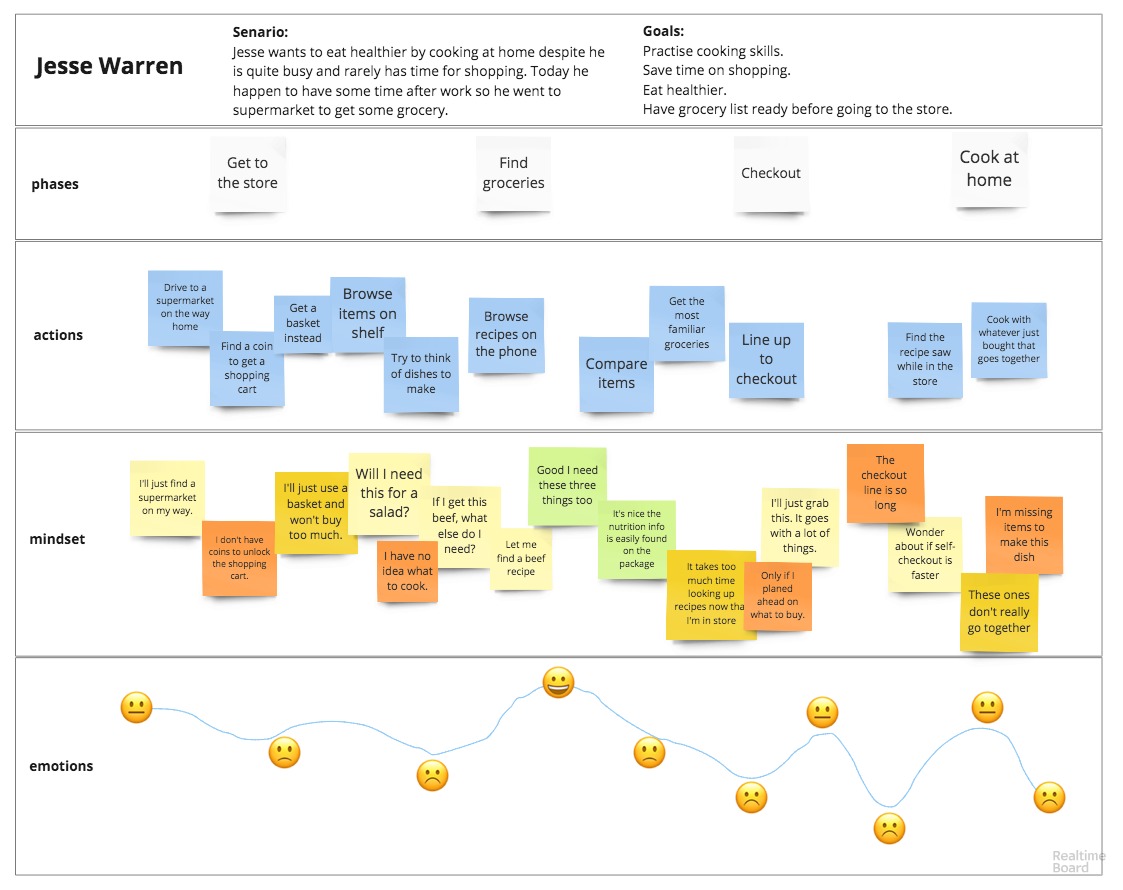 Jesse Warren
Senario:
Jesse wants to eat healthier by cooking at home despite he
is quite busy and rarely has time for shopping. Today he
happen to have some time after work so he went to
supermarket to get some grocery.
Goals:
Practise cooking skills.
Save time on shopping.
Eat healthier.
Have grocery list ready before going to the store.
phases
Get to
the store
Find
groceries
Checkout
Cook at
home
actions
Drive to a
supermarket
on the way
home
Find a coin
to get a
shopping
cart
Get a
basket
instead
Browse
items on
shelf
Try to think
of dishes to
make
Browse
recipes on
the phone
Compare
items
Get the
most
familiar
groceries
Line up
to
checkout
Find the
recipe saw
while in the
store
Cook with
whatever just
bought that
goes together
mindset
I'll just find a
supermarket
on my way.
I don't have
coins to unlock
the shopping
cart.
I'll just use a
basket and
won't buy
too much.
Will I need
this for a
salad?
I have no
idea what
to cook.
If I get this
beef, what
else do I
need?
Let me
find a beef
recipe
Good I need
these three
things too
It's nice the
nutrition info
is easily found
on the
package
It takes too
much time
looking up
recipes now tha
I'm in store
Only if I
planed
ahead on
what to buy.
I'll just grab
this. It goes
with a lot of
things.
The
checkout
line is so
long
Wonder
about if self-
checkout is
faster
I'm missing
items to
make this
dish
These ones
don't really
go together
emotions
Realtime
Board